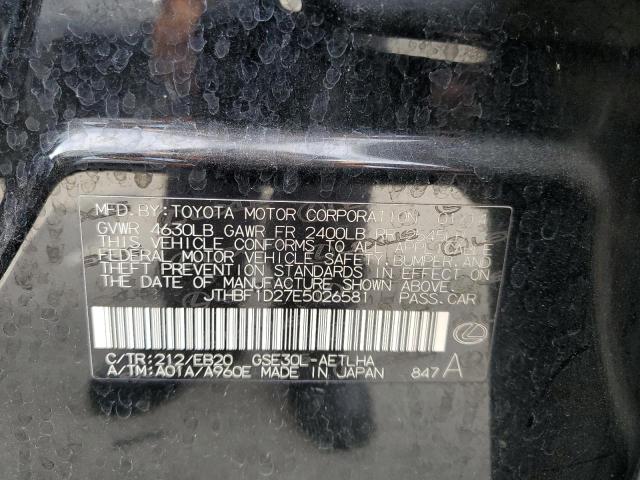 MFD. BY: TOYOTA MOTOR CORPORATION
GVWR 4630LB GAWR FR 2400LB RR
THIS VEHICLE CONFORMS TO ALL APPLICABLE
FEDERAL MOTOR VEHICLE SAFETY, BUMPER, AND
THEFT PREVENTION STANDARDS IN EFFECT ON
THE DATE OF MANUFACTURE SHOWN ABOVE.
JTHBF1D27E5026581 PASS.CAR
C/TR:212/EB20 GSE30L-AETLHA
A/TM:A01A/A960E MADE IN JAPAN 847 A